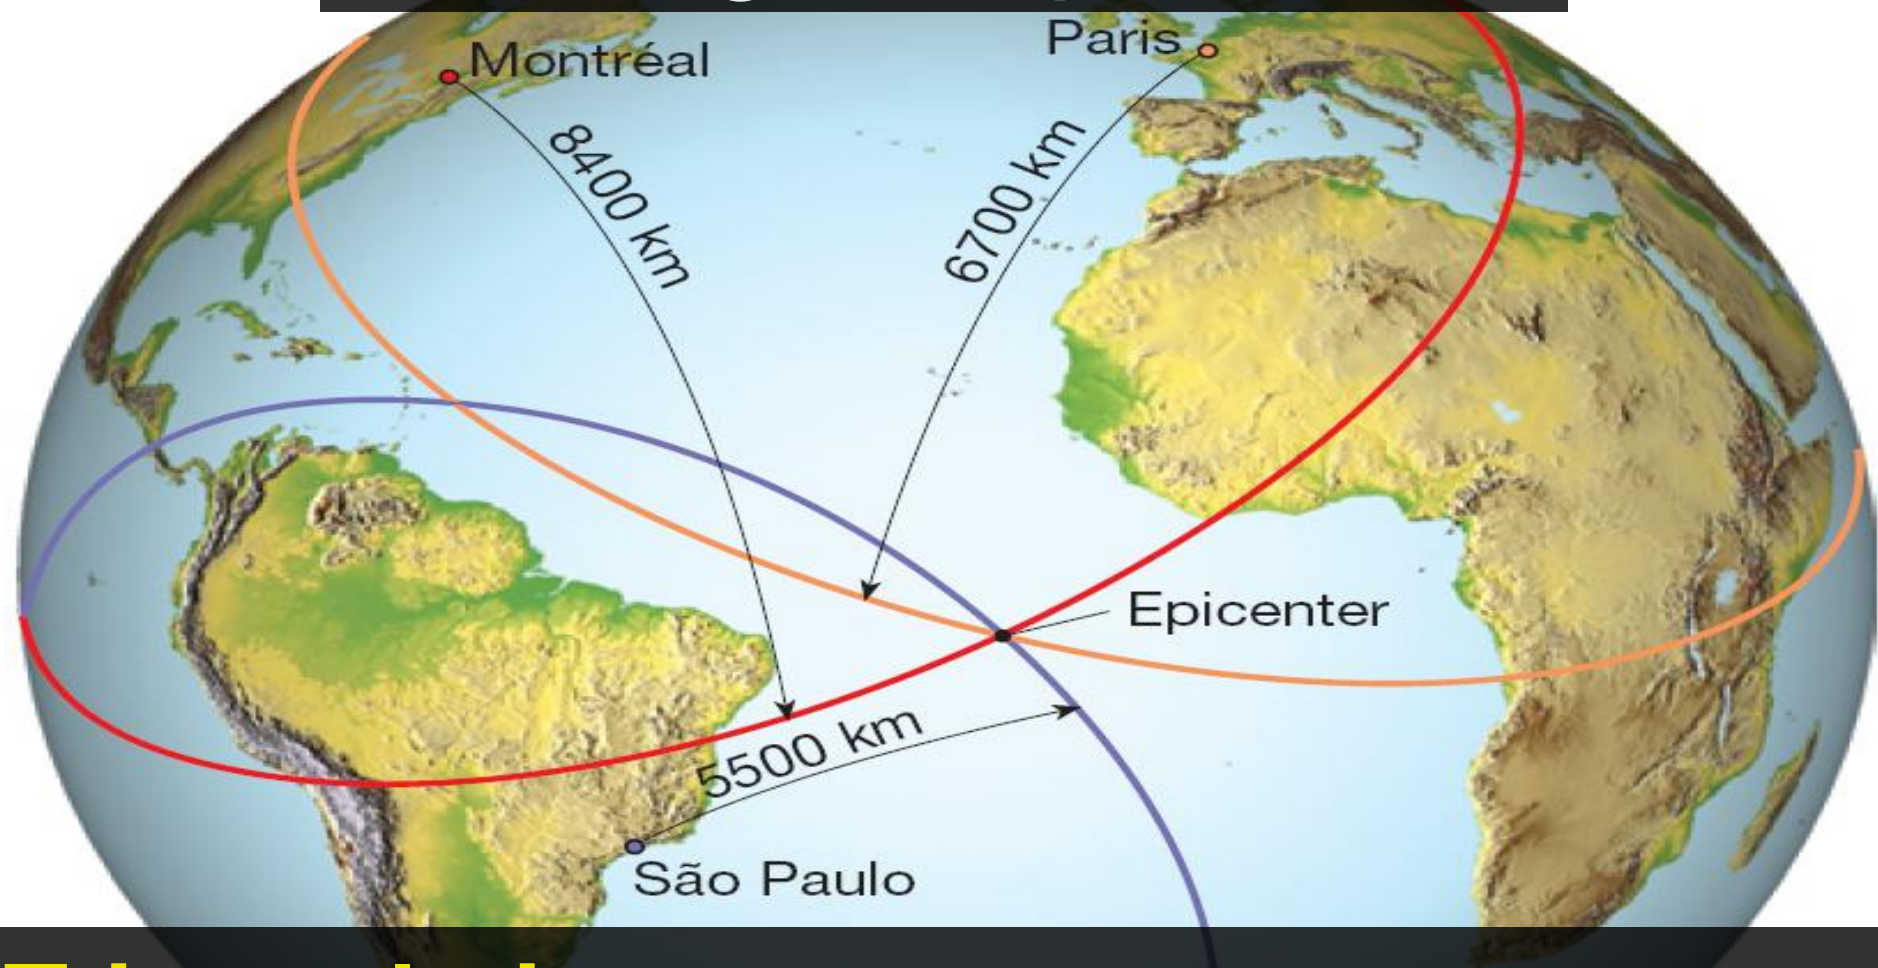 Montréal
Paris
8400 km
6700 km
Epicenter
5500 km
São Paulo